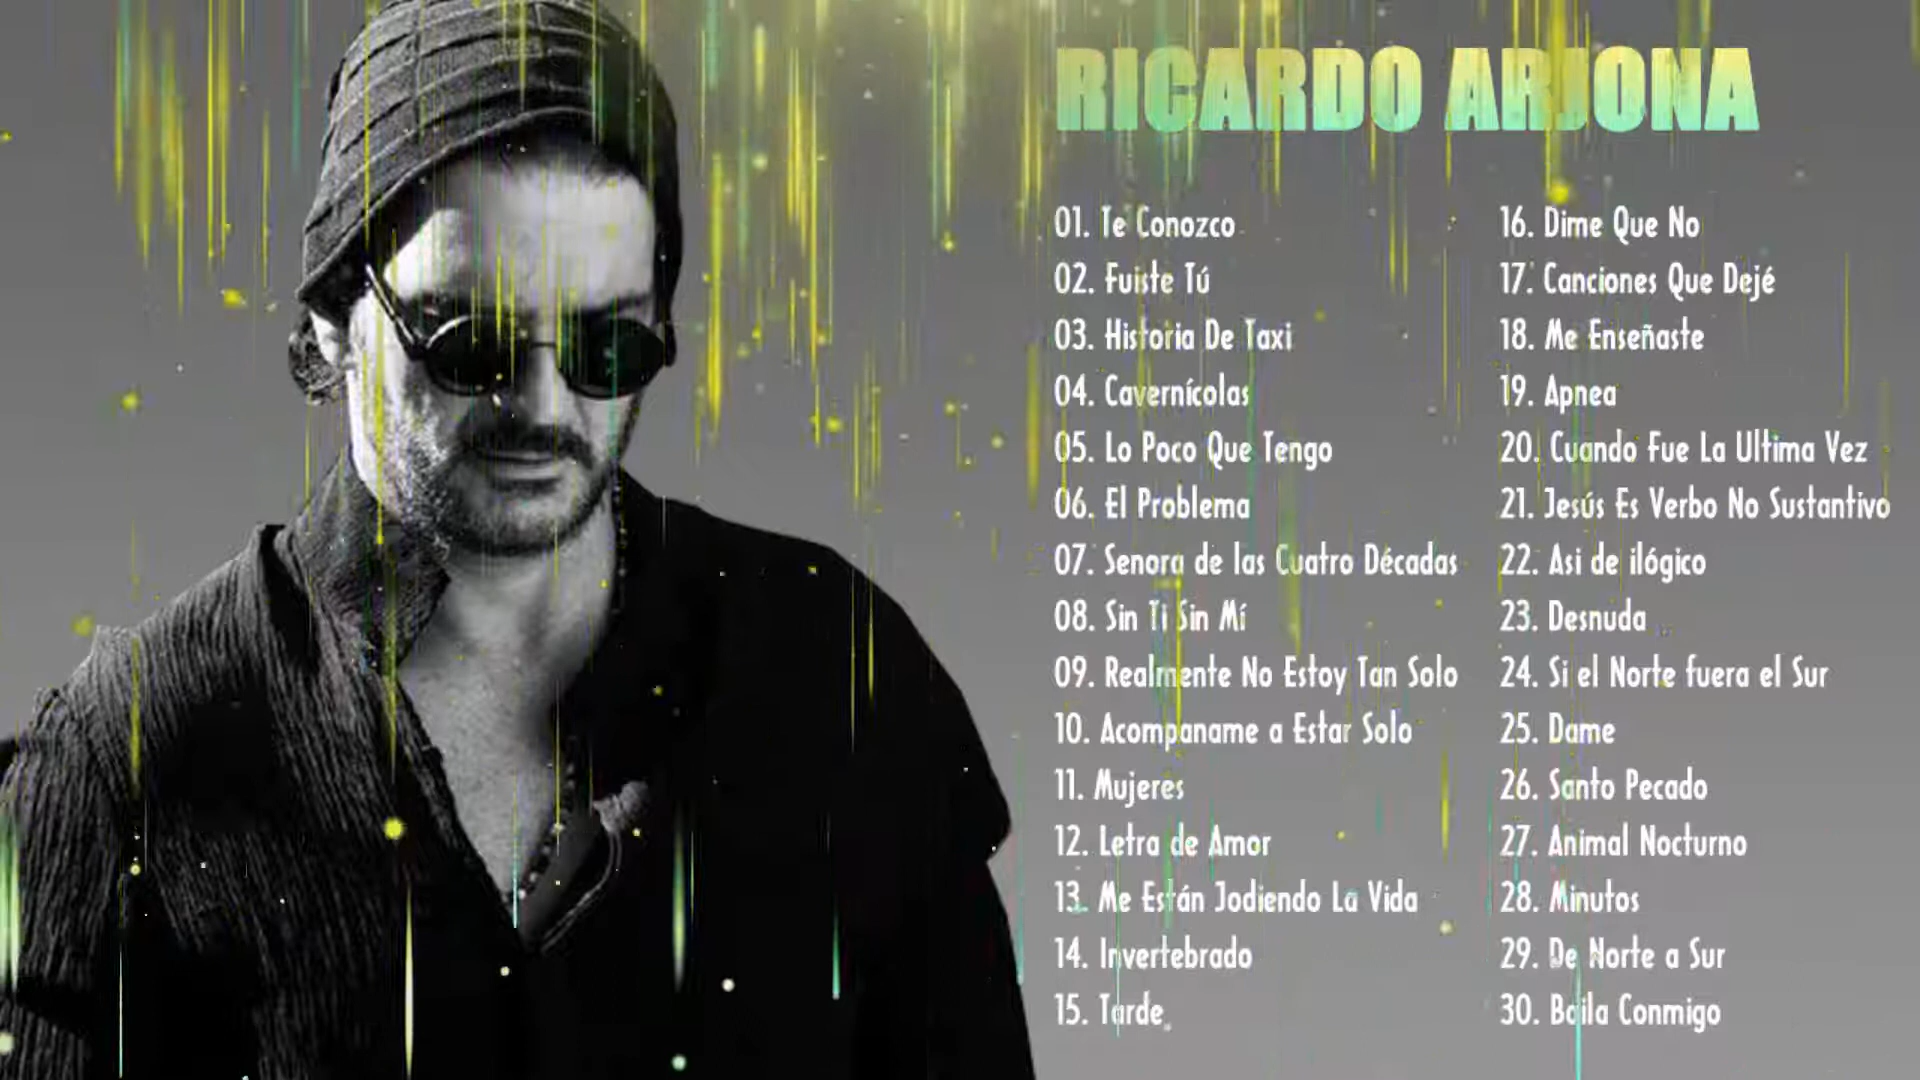 RICARDO ARJONA
01. Te Conozco
02. Fuiste Tú
03. Historia De Taxi
04. Cavernícolas
05. Lo Poco Que Tengo
06. El Problema
07. Senora de las Cuatro Décadas
08. Sin Ti Sin Mí
09. Realmente No Estoy Tan Solo
10. Acompaname a Estar Solo
11. Mujeres
12. Letra de Amor
13. Me Están Jodiendo La Vida
14. Invertebrado
15. Tarde
16. Dime Que No
17. Canciones Que Dejé
18. Me Enseñaste
19. Apnea
20. Cuando Fue La Ultima Vez
21. Jesús Es Verbo No Sustantivo
22. Asi de ilógico
23. Desnuda
24. Si el Norte fuera el Sur
25. Dame
26. Santo Pecado
27. Animal Nocturno
28. Minutos
29. De Norte a Sur
30. Baila Conmigo